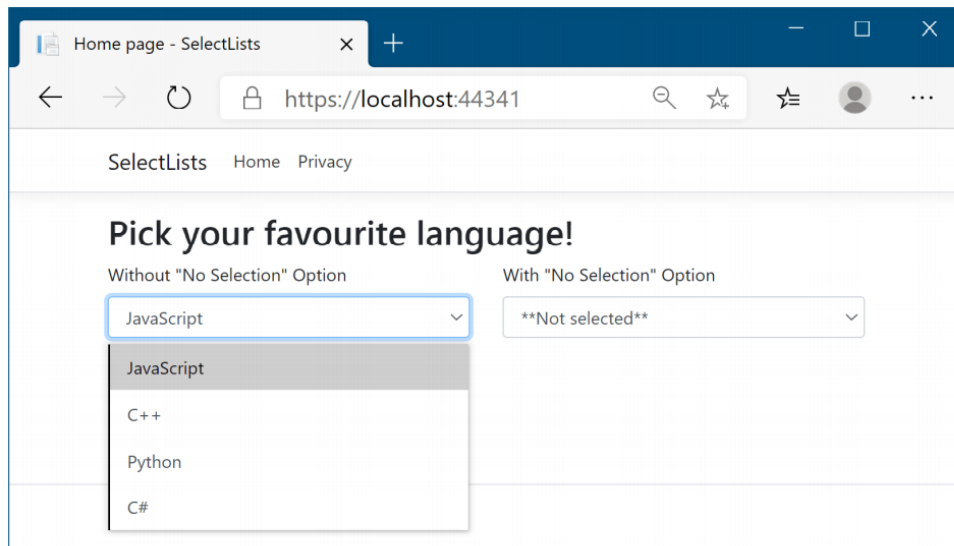 Home page - SelectLists
https://localhost:44341
SelectLists Home Privacy
Pick your favourite language!
Without "No Selection" Option
With "No Selection" Option
JavaScript
**Not selected**
JavaScript
C++
Python
C#